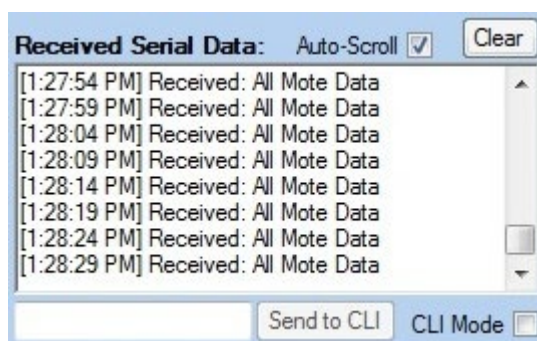 Received Serial Data: Auto-Scroll Clear
[1:27:54 PM] Received: All Mote Data
[1:27:59 PM] Received: All Mote Data
[1:28:04 PM] Received: All Mote Data
[1:28:09 PM] Received: All Mote Data
[1:28:14 PM] Received: All Mote Data
[1:28:19 PM] Received: All Mote Data
[1:28:24 PM] Received: All Mote Data
[1:28:29 PM] Received: All Mote Data
Send to CLI CLI Mode